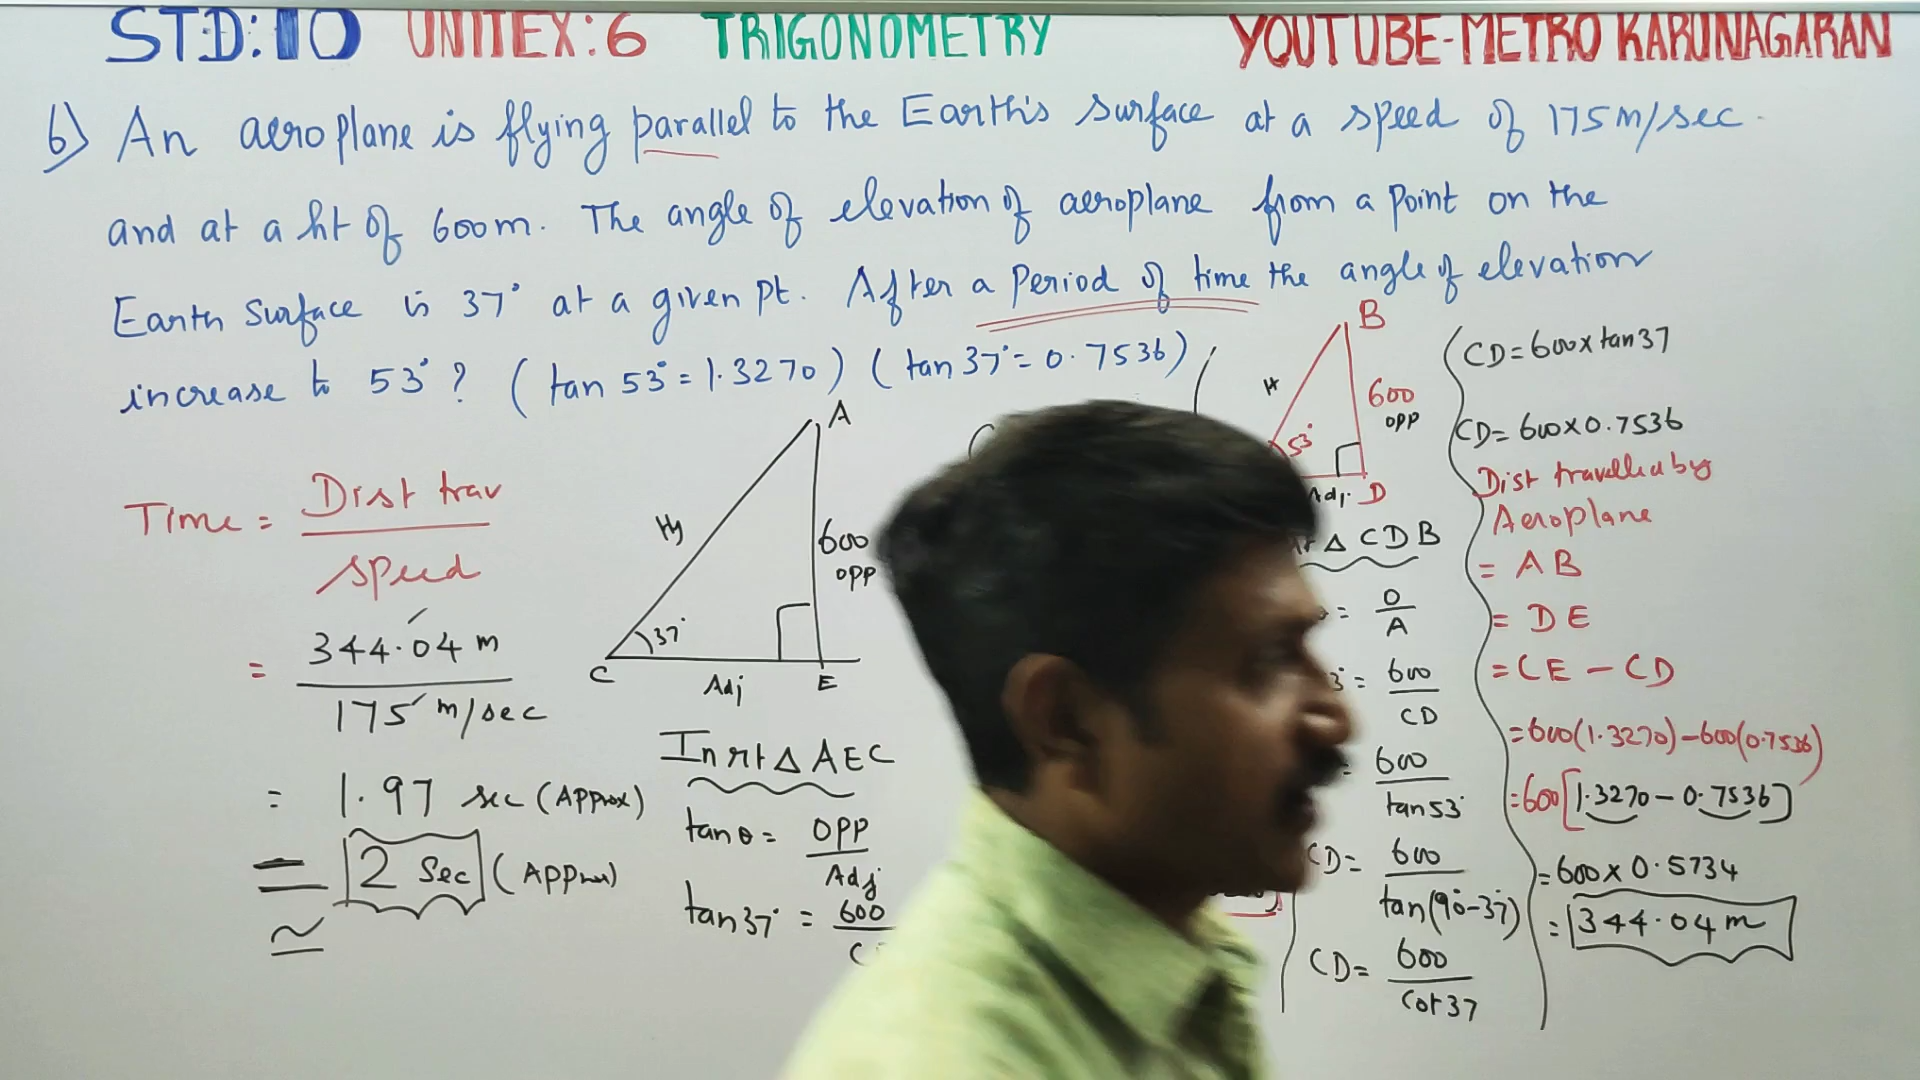 STD:10 UNITEX:6 TRIGONOMETRY YOUTUBE-METRO KARUNAGARAN
6) An aeroplane is flying parallel to the Earth's surface at a speed of 175m/sec.
and at a ht of 600m. The angle of elevation of aeroplane from a point on the
Earth Surface is 37° at a given pt. After a Period of time the angle of elevation
increase to 53°? (tan 53° = 1.3270) (tan 37° = 0.7536)
Time = Dist trav
speed
= 344.04 m
175 m/sec
= 1.97 sec (Approx)
= 2 Sec
≃
A
Hy
600
OPP
37°
C
Adj
E
In rt △ AEC
tan θ = OPP
Adj
tan 37° = 600
B
H
600
OPP
53°
Adj. D
△ CDB
= O
A
= 600
CD
600
tan 53°
CD = 600
tan(90°-37°)
CD = 600
Cot 37
CD = 600 x tan 37
CD = 600 x 0.7536
Dist travelled by
Aeroplane
= AB
= DE
= CE - CD
= 600(1.3270) - 600(0.7536)
= 600[1.3270 - 0.7536]
= 600 x 0.5734
= 344.04 m